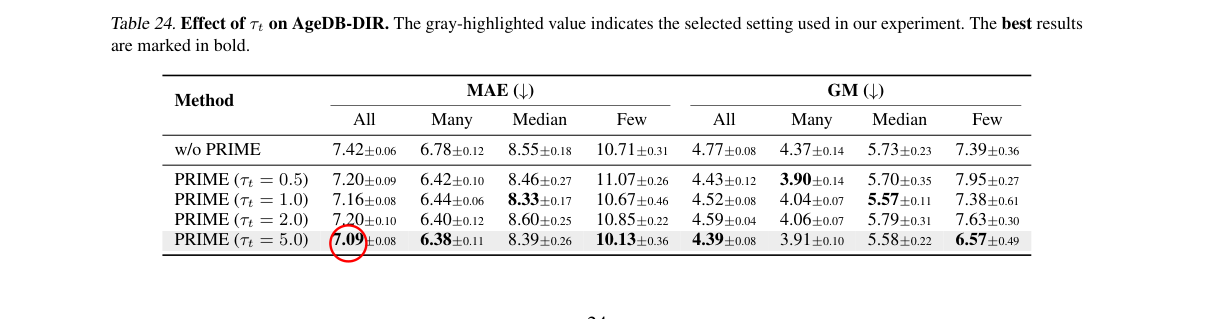 Table 24. Effect of τt on AgeDB-DIR. The gray-highlighted value indicates the selected setting used in our experiment. The best results
are marked in bold.
Method MAE (↓) GM (↓)
All Many Median Few All Many Median Few
w/o PRIME 7.42±0.06 6.78±0.12 8.55±0.18 10.71±0.31 4.77±0.08 4.37±0.14 5.73±0.23 7.39±0.36
PRIME (τt = 0.5) 7.20±0.09 6.42±0.10 8.46±0.27 11.07±0.26 4.43±0.12 3.90±0.14 5.70±0.35 7.95±0.27
PRIME (τt = 1.0) 7.16±0.08 6.44±0.06 8.33±0.17 10.67±0.46 4.52±0.08 4.04±0.07 5.57±0.11 7.38±0.61
PRIME (τt = 2.0) 7.20±0.10 6.40±0.12 8.60±0.25 10.85±0.22 4.59±0.04 4.06±0.07 5.79±0.31 7.63±0.30
PRIME (τt = 5.0) 7.09±0.08 6.38±0.11 8.39±0.26 10.13±0.36 4.39±0.08 3.91±0.10 5.58±0.22 6.57±0.49